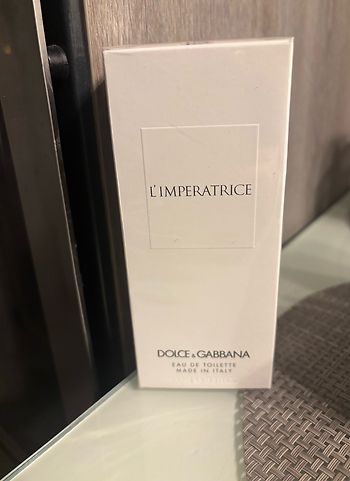 L'IMPERATRICE
DOLCE & GABBANA
EAU DE TOILETTE
MADE IN ITALY